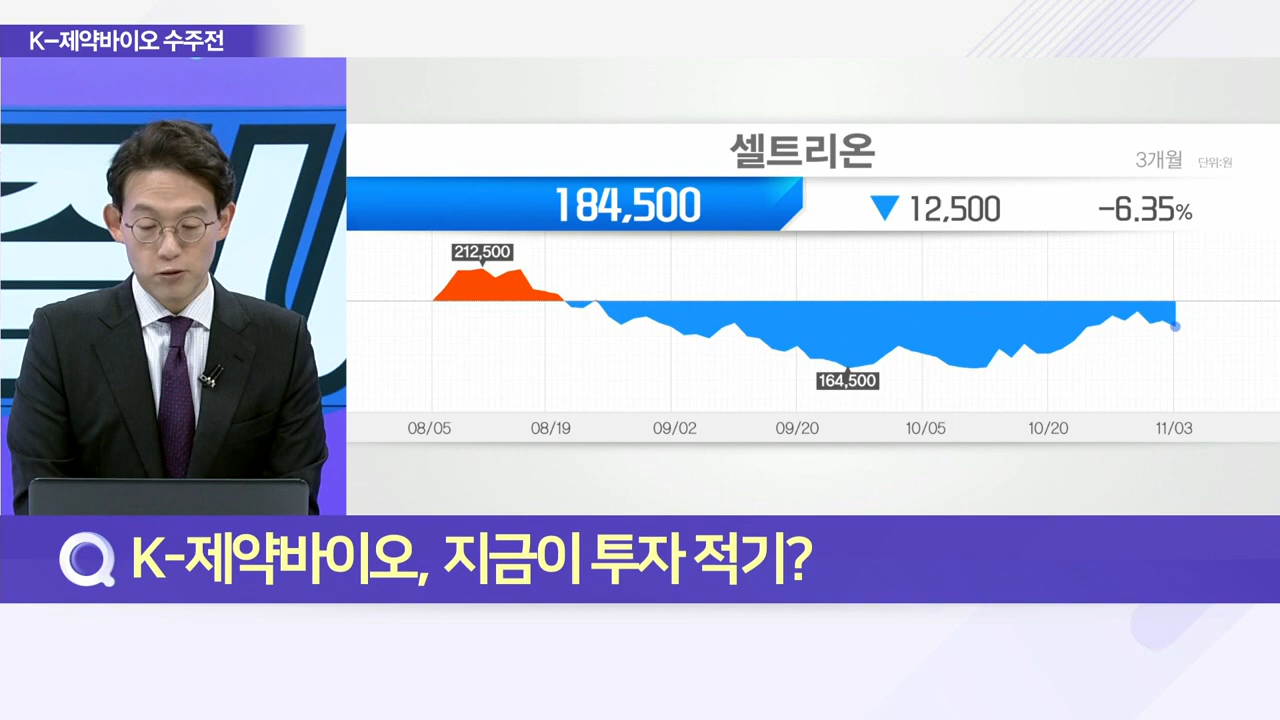 K-제약바이오 수주전
셀트리온
3개월 단위:원
184,500 ▼ 12,500 -6.35%
212,500
164,500
08/05 08/19 09/02 09/20 10/05 10/20 11/03
Q K-제약바이오, 지금이 투자 적기?